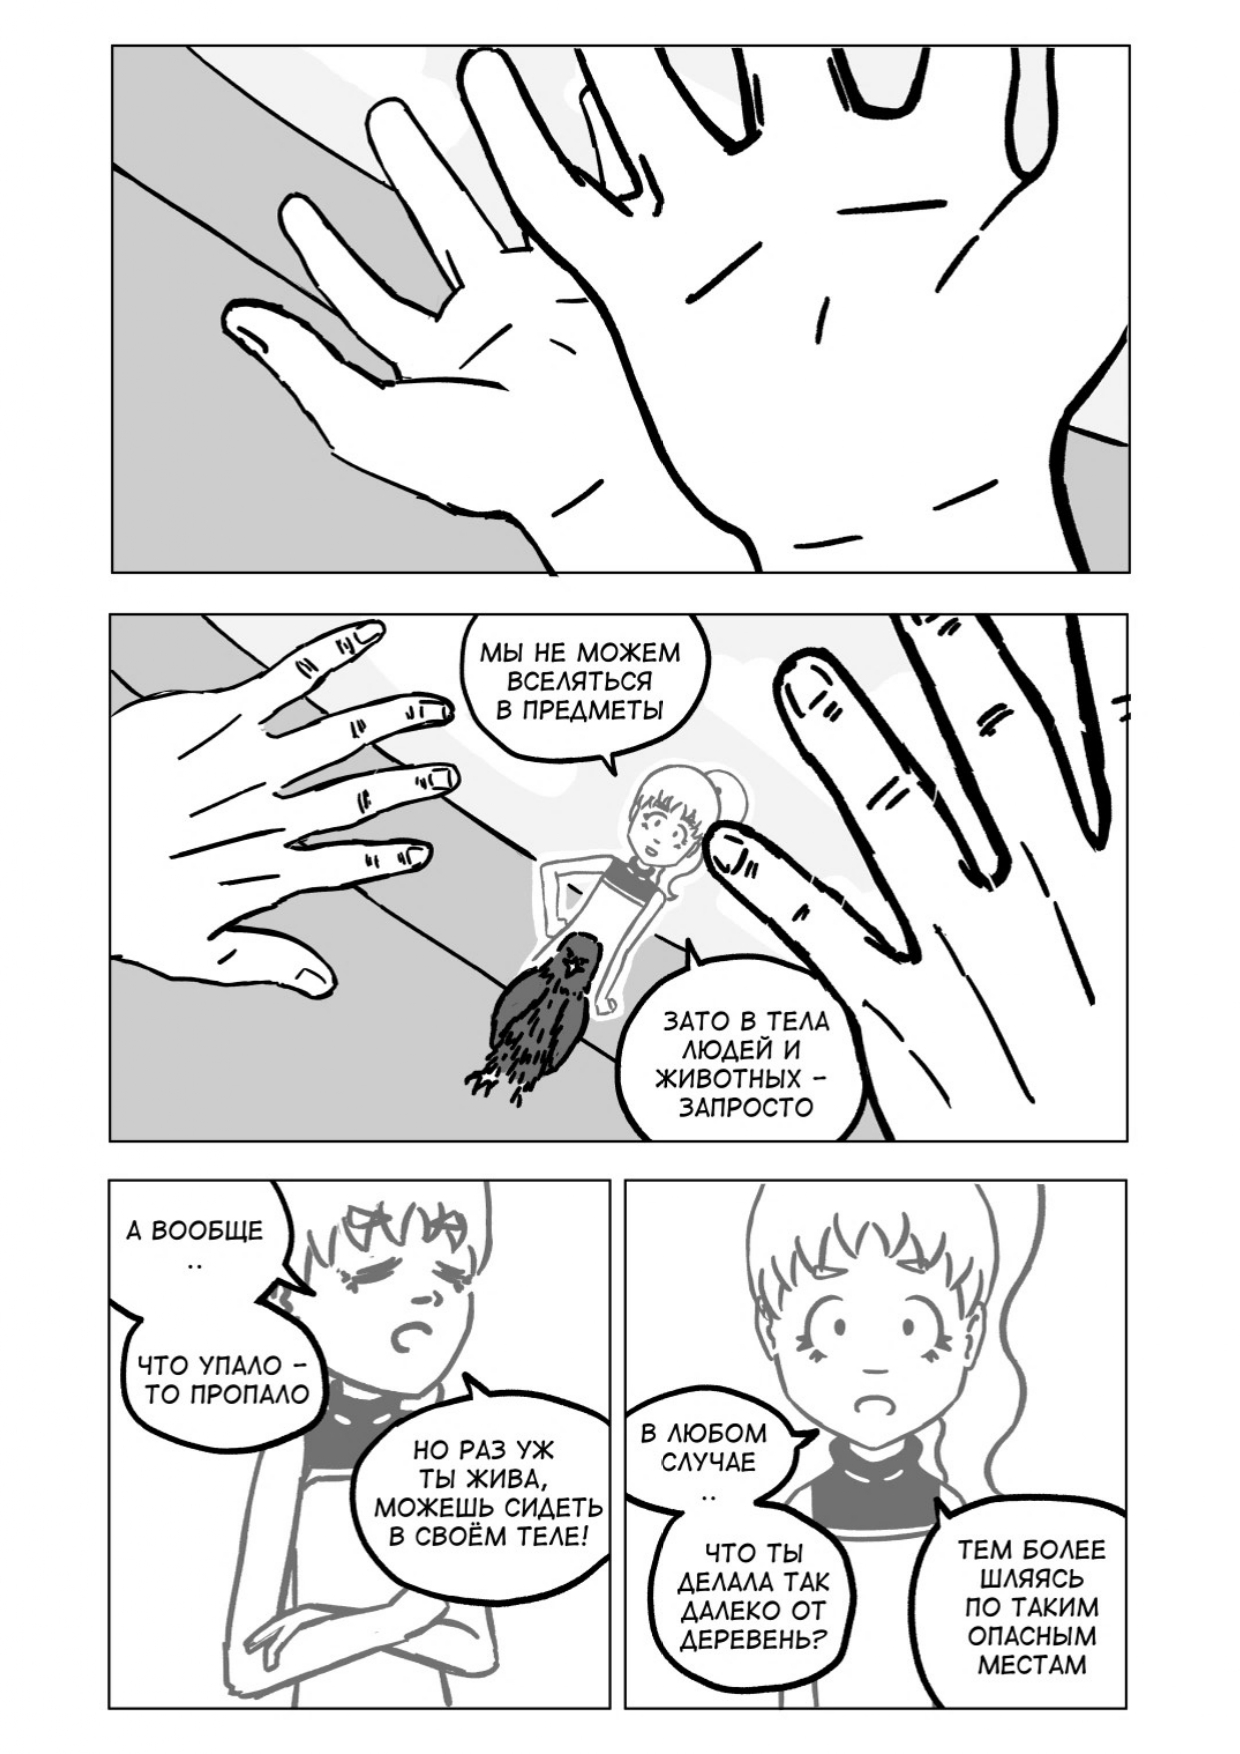 МЫ НЕ МОЖЕМ
ВСЕЛЯТЬСЯ
В ПРЕДМЕТЫ
ЗАТО В ТЕЛА
ЛЮДЕЙ И
ЖИВОТНЫХ –
ЗАПРОСТО
А ВООБЩЕ
..
ЧТО УПАЛО –
ТО ПРОПАЛО
НО РАЗ УЖ
ТЫ ЖИВА,
МОЖЕШЬ СИДЕТЬ
В СВОЁМ ТЕЛЕ!
В ЛЮБОМ
СЛУЧАЕ
..
ЧТО ТЫ
ДЕЛАЛА ТАК
ДАЛЕКО ОТ
ДЕРЕВЕНЬ?
ТЕМ БОЛЕЕ
ШЛЯЯСЬ
ПО ТАКИМ
ОПАСНЫМ
МЕСТАМ